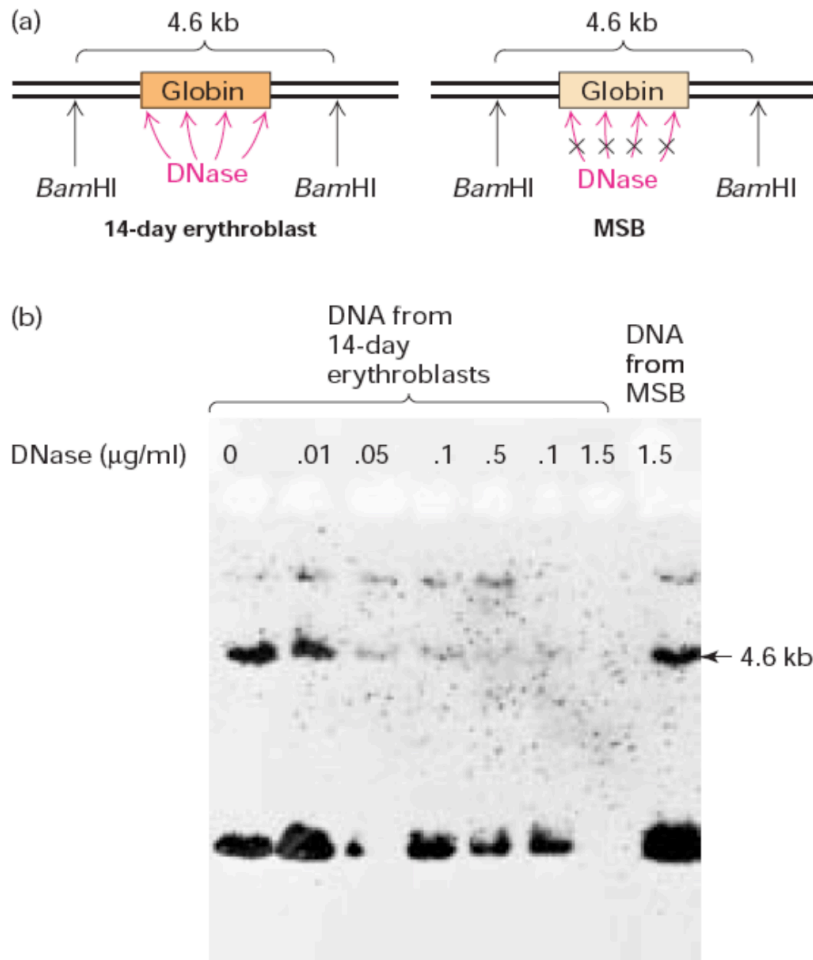 (a)
4.6 kb
4.6 kb
Globin
Globin
DNase
DNase
BamHI
BamHI
BamHI
BamHI
14-day erythroblast
MSB
(b)
DNA from
14-day
erythroblasts
DNA
from
MSB
DNase (μg/ml) 0 .01 .05 .1 .5 .1 1.5 1.5
4.6 kb